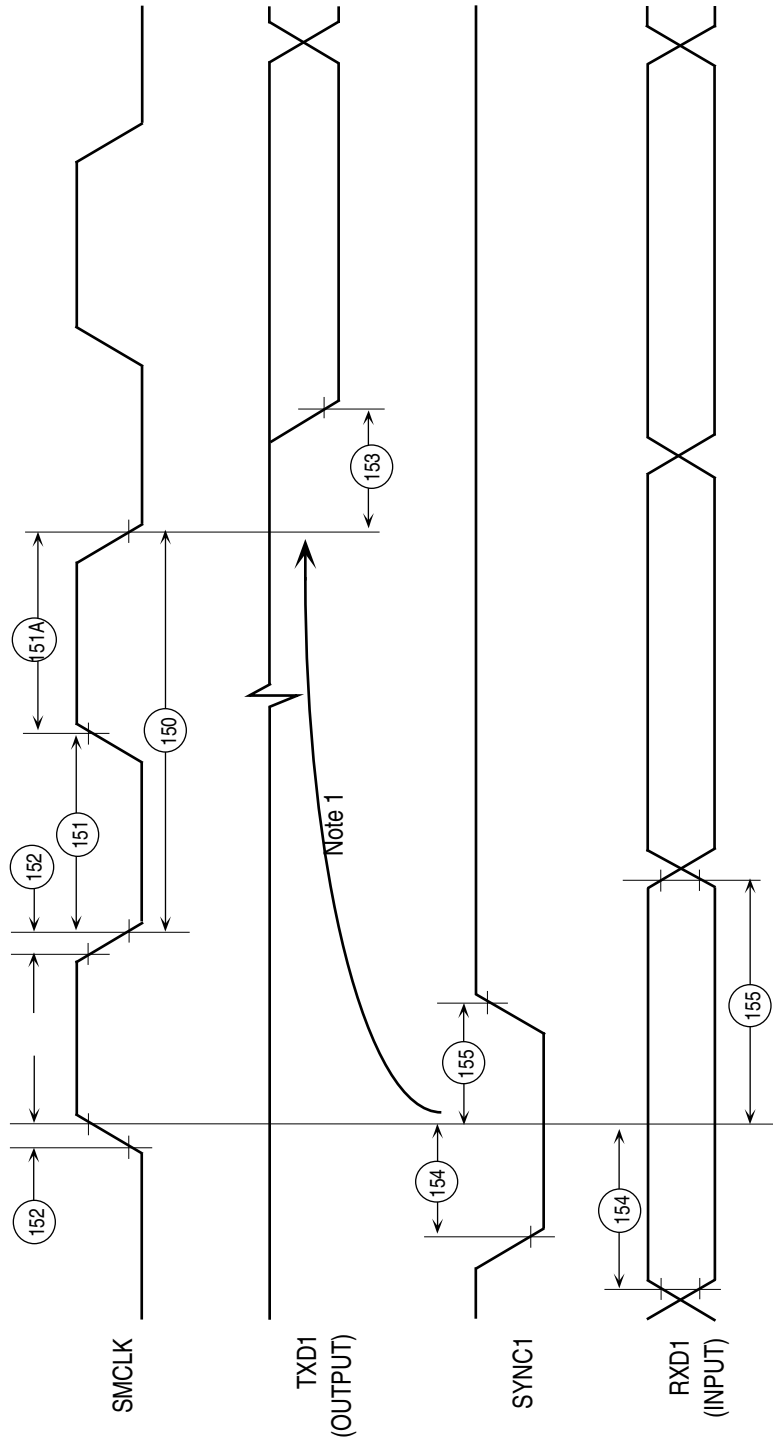 SMCLK
152
152
151
151A
150
TXD1
(OUTPUT)
Note 1
153
SYNC1
154
155
RXD1
(INPUT)
154
155